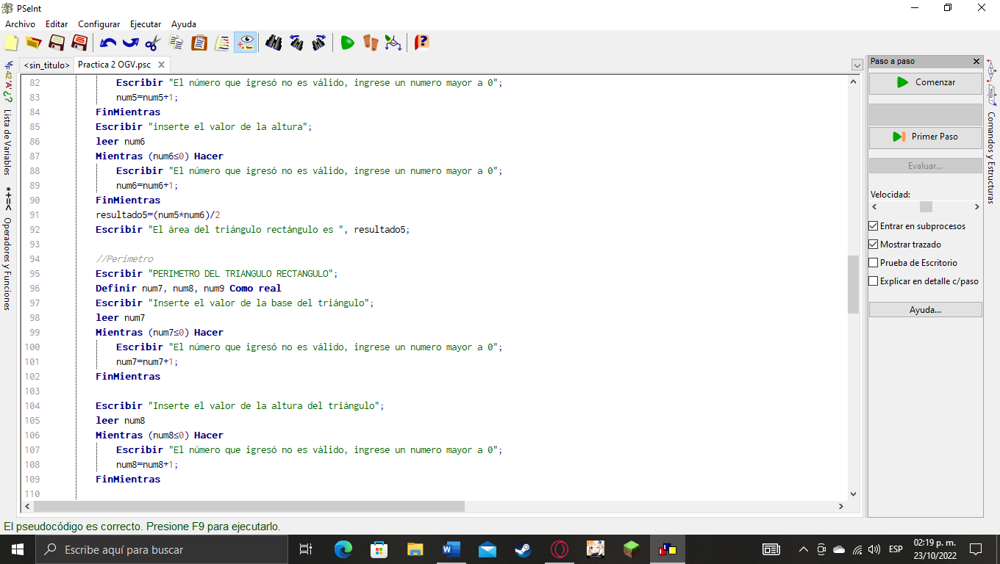 PSeInt
Archivo Editar Configurar Ejecutar Ayuda
<sin_titulo> Practica 2 OGV.psc
82 Escribir "El número que igresó no es válido, ingrese un numero mayor a 0";
83 num5=num5+1;
84 FinMientras
85 Escribir "inserte el valor de la altura";
86 leer num6
87 Mientras (num6≤0) Hacer
88 Escribir "El número que igresó no es válido, ingrese un numero mayor a 0";
89 num6=num6+1;
90 FinMientras
91 resultado5=(num5*num6)/2
92 Escribir "El área del triángulo rectángulo es ", resultado5;
93
94 //Perimetro
95 Escribir "PERIMETRO DEL TRIANGULO RECTANGULO";
96 Definir num7, num8, num9 Como real
97 Escribir "Inserte el valor de la base del triángulo";
98 leer num7
99 Mientras (num7≤0) Hacer
100 Escribir "El número que igresó no es válido, ingrese un numero mayor a 0";
101 num7=num7+1;
102 FinMientras
103
104 Escribir "Inserte el valor de la altura del triángulo";
105 leer num8
106 Mientras (num8≤0) Hacer
107 Escribir "El número que igresó no es válido, ingrese un numero mayor a 0";
108 num8=num8+1;
109 FinMientras
110
42 'A' ¿?
Lista de Variables
*+=<
Operadores y Funciones
Paso a paso
Comenzar
Primer Paso
Evaluar...
Velocidad:
Entrar en subprocesos
Mostrar trazado
Prueba de Escritorio
Explicar en detalle c/paso
Ayuda...
Comandos y Estructuras
El pseudocódigo es correcto. Presione F9 para ejecutarlo.
Escribe aquí para buscar
ESP
02:19 p. m.
23/10/2022